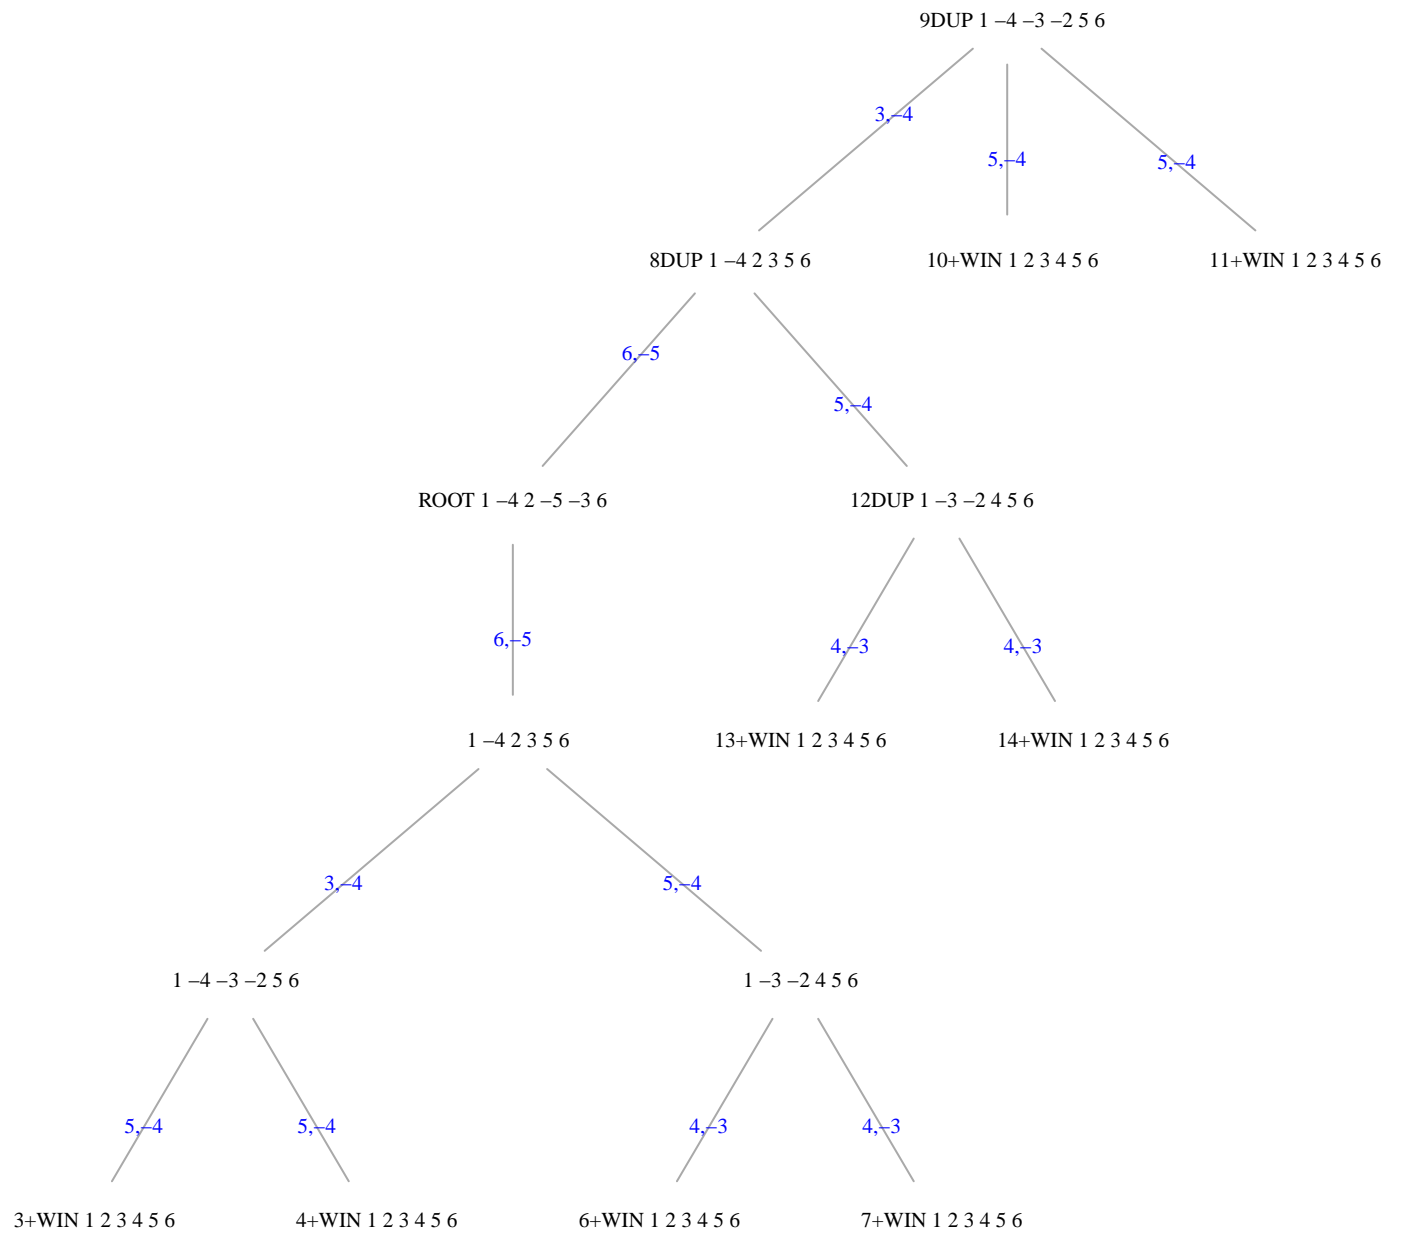 9DUP 1 –4 –3 –2 5 6
3,–4
5,–4
5,–4
8DUP 1 –4 2 3 5 6
10+WIN 1 2 3 4 5 6
11+WIN 1 2 3 4 5 6
6,–5
5,–4
ROOT 1 –4 2 –5 –3 6
12DUP 1 –3 –2 4 5 6
6,–5
4,–3
4,–3
1 –4 2 3 5 6
13+WIN 1 2 3 4 5 6
14+WIN 1 2 3 4 5 6
3,–4
5,–4
1 –4 –3 –2 5 6
1 –3 –2 4 5 6
5,–4
5,–4
4,–3
4,–3
3+WIN 1 2 3 4 5 6
4+WIN 1 2 3 4 5 6
6+WIN 1 2 3 4 5 6
7+WIN 1 2 3 4 5 6